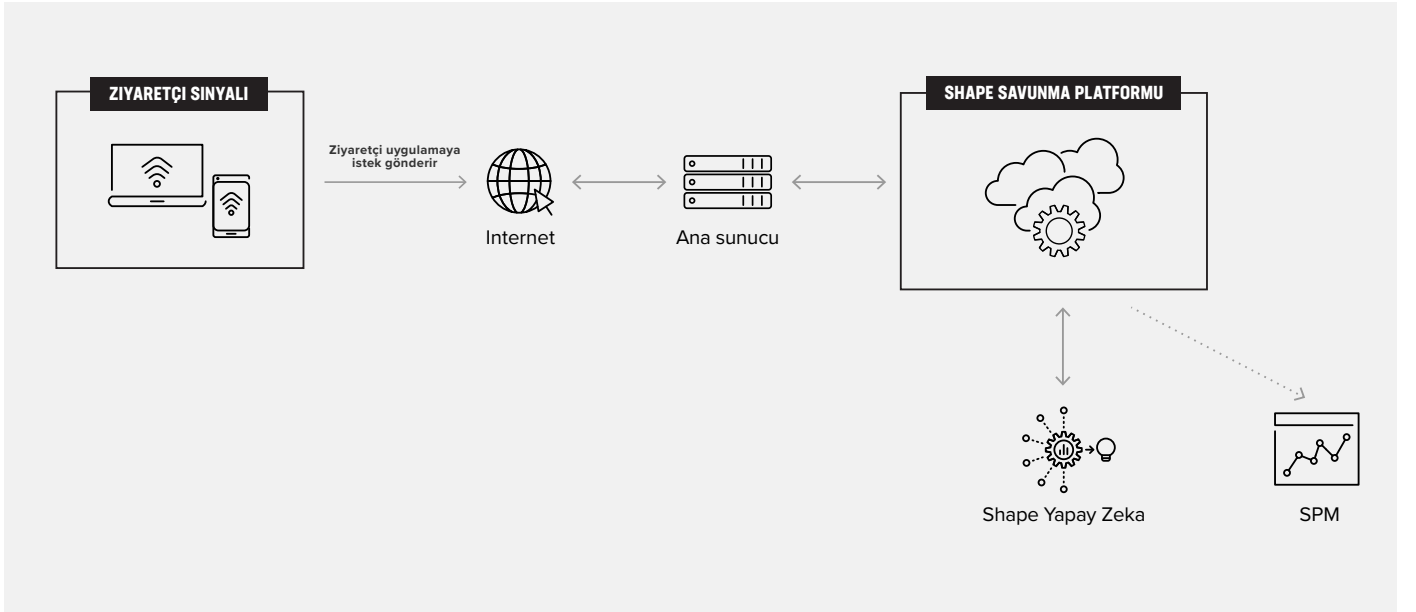 ZIYARETÇI SINYALI
SHAPE SAVUNMA PLATFORMU
Ziyaretçi uygulamaya
istek gönderir
Internet
Ana sunucu
Shape Yapay Zeka
SPM